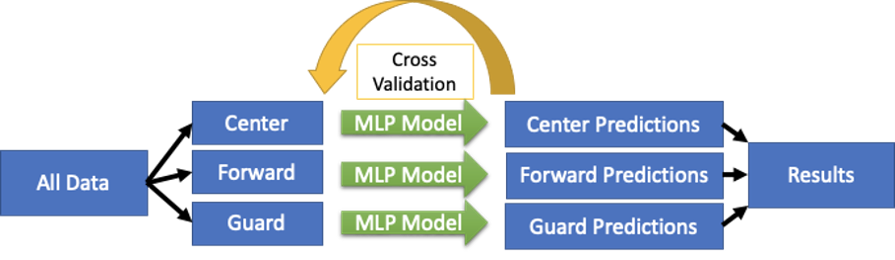 Cross
Validation
All Data
Center
MLP Model
Center Predictions
Forward
MLP Model
Forward Predictions
Guard
MLP Model
Guard Predictions
Results